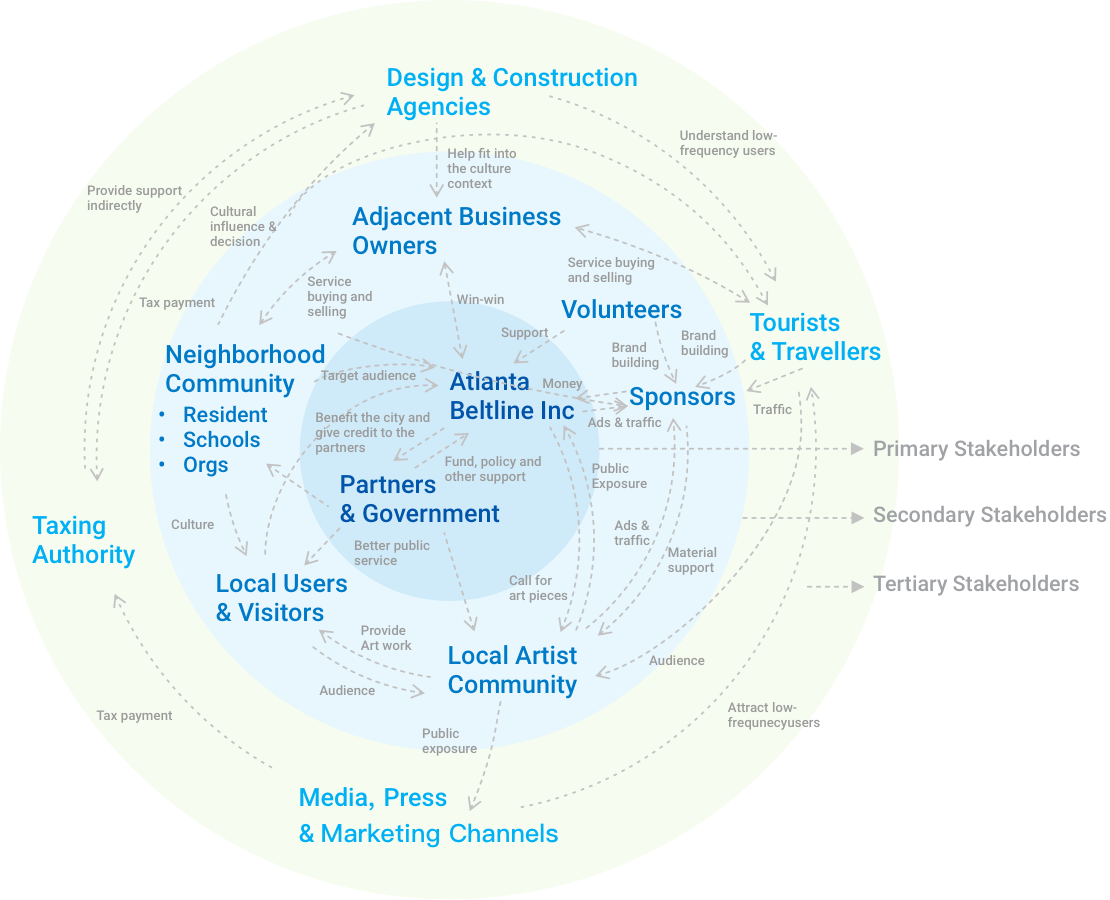 Design & Construction
Agencies
Understand low-
frequency users
Help fit into
the culture
context
Provide support
indirectly
Cultural
influence &
decision
Adjacent Business
Owners
Service buying
and selling
Service
buying and
selling
Tax payment
Win-win
Volunteers
Support
Tourists
& Travellers
Brand
building
Brand
building
Neighborhood
Community
• Resident
• Schools
• Orgs
Target audience
Atlanta
Beltline Inc
Money
Sponsors
Ads & traffic
Traffic
Benefit the city and
give credit to the
partners
Fund, policy and
other support
Public
Exposure
Primary Stakeholders
Partners
& Government
Secondary Stakeholders
Taxing
Authority
Culture
Ads &
traffic
Better public
service
Material
support
Local Users
& Visitors
Call for
art pieces
Tertiary Stakeholders
Provide
Art work
Local Artist
Community
Audience
Audience
Tax payment
Attract low-
frequnecyusers
Public
exposure
Media, Press
& Marketing Channels